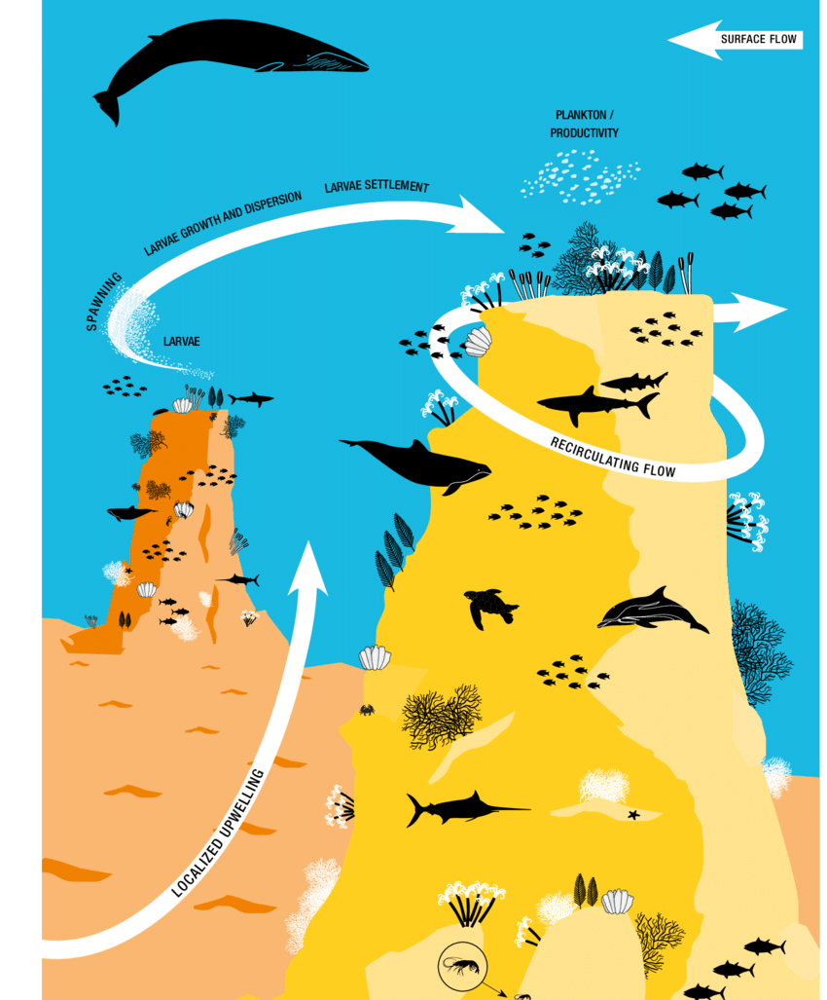 SURFACE FLOW
PLANKTON /
PRODUCTIVITY
LARVAE SETTLEMENT
LARVAE GROWTH AND DISPERSION
SPAWNING
LARVAE
RECIRCULATING FLOW
LOCALIZED UPWELLING